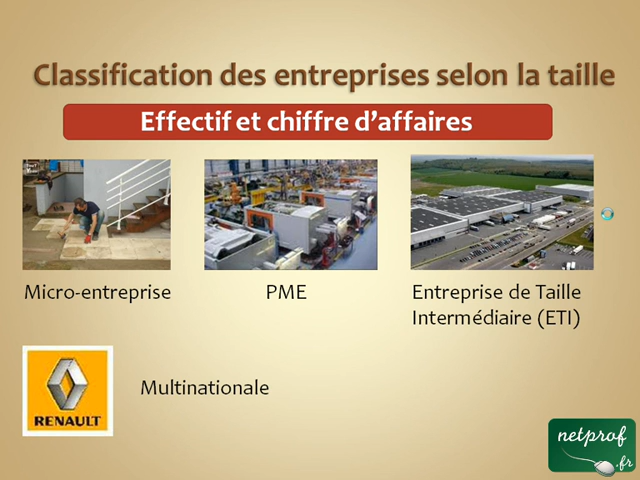 Classification des entreprises selon la taille
Effectif et chiffre d’affaires
Micro-entreprise
PME
Entreprise de Taille
Intermédiaire (ETI)
RENAULT
Multinationale
netprof
.fr